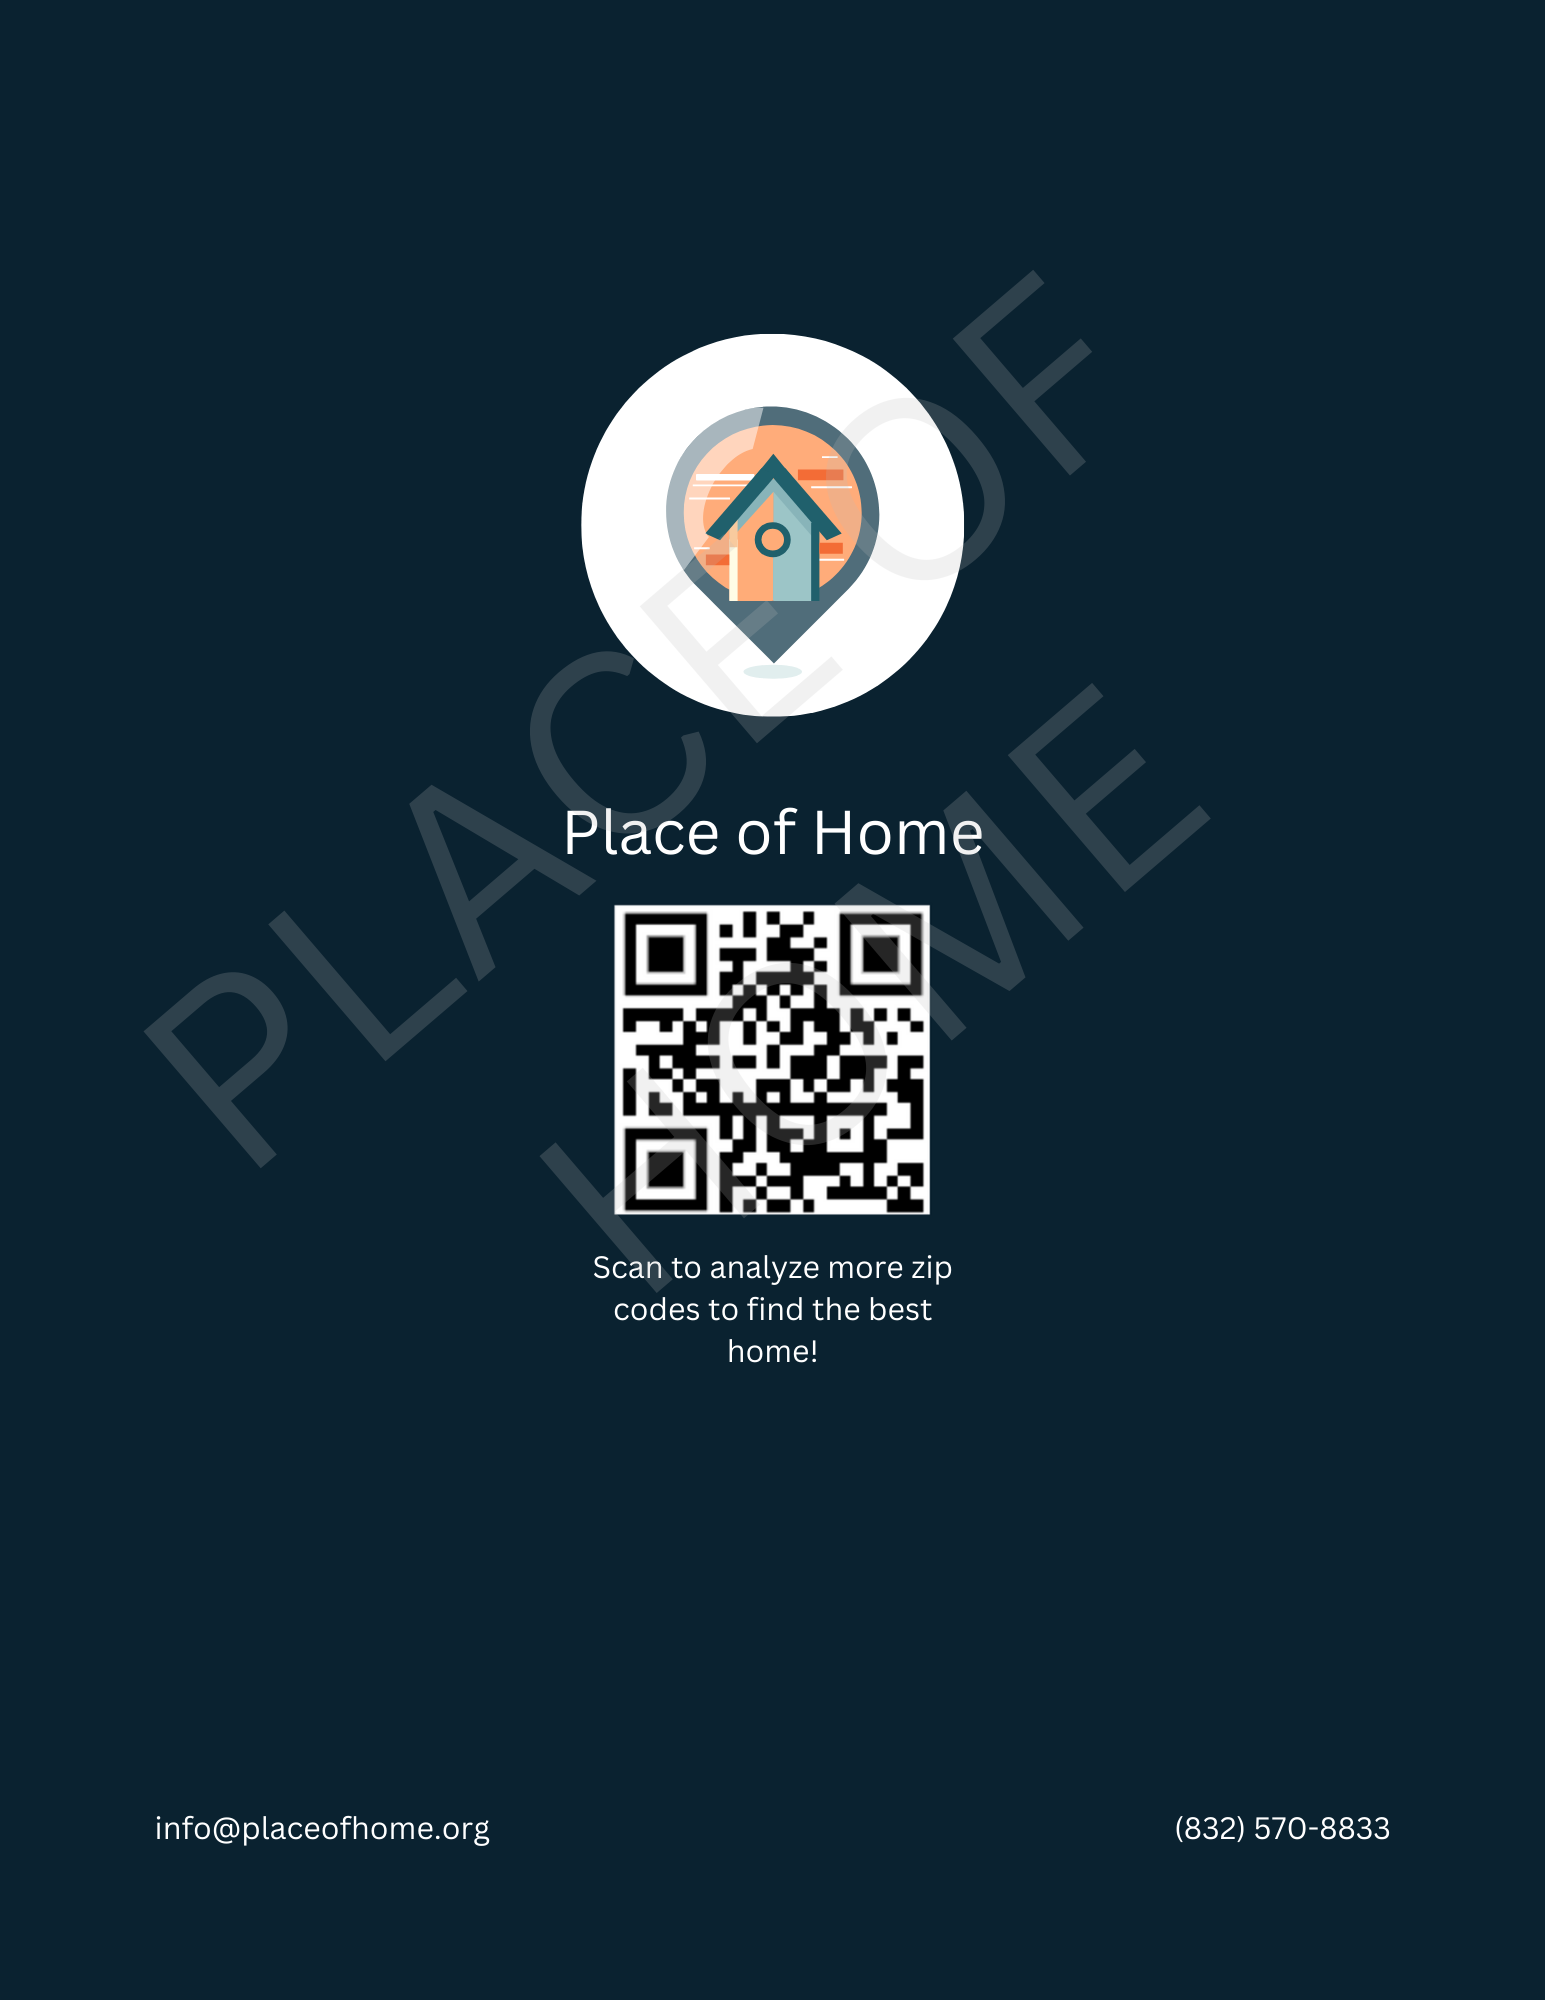 PLACE OF
HOME
Place of Home
Scan to analyze more zip
codes to find the best
home!
info@placeofhome.org
(832) 570-8833